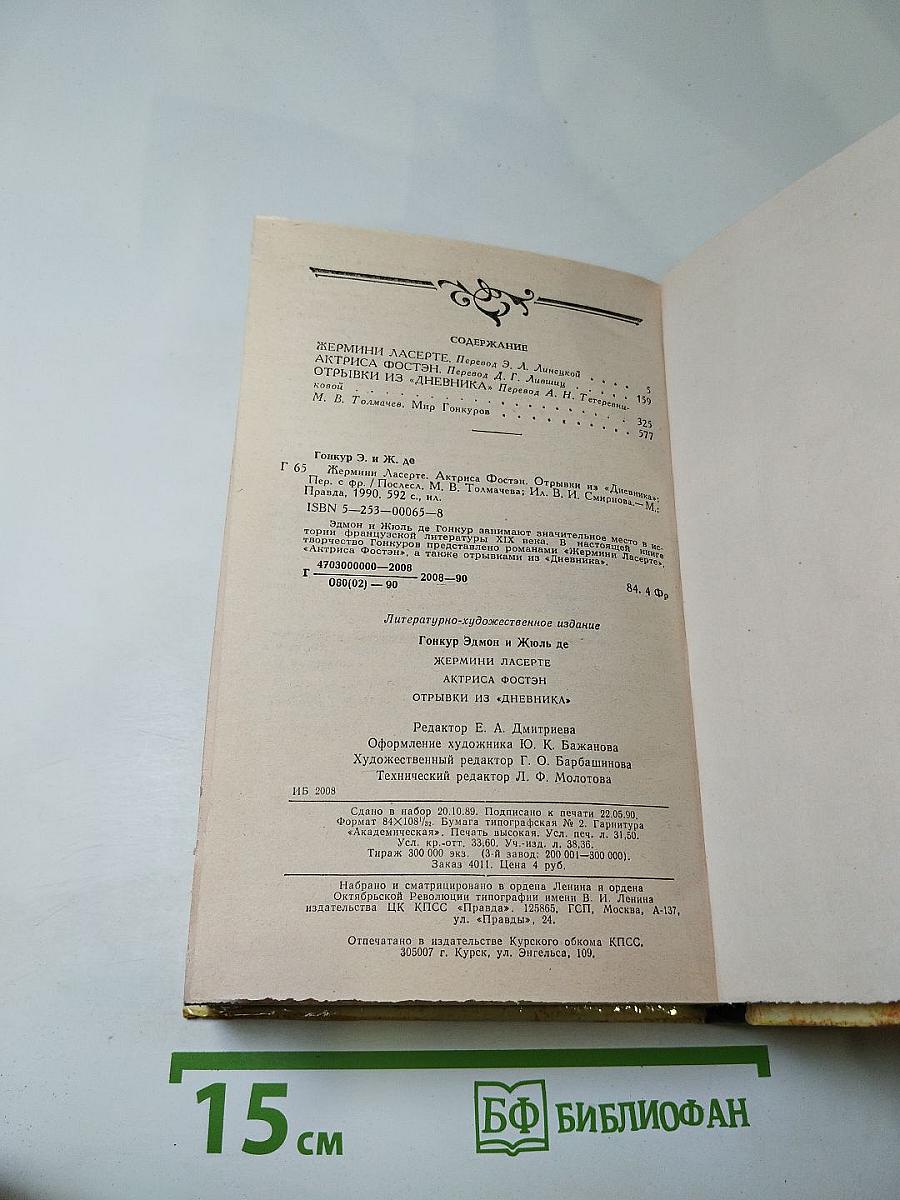 СОДЕРЖАНИЕ
ЖЕРМИНИ ЛАСЕРТЕ. Перевод Э. Л. Линецкой . . . . 5
АКТРИСА ФОСТЭН. Перевод Д. Г. Лившиц . . . . . 159
ОТРЫВКИ ИЗ «ДНЕВНИКА» Перевод А. Н. Тетеревни-
ковой . . . . . . . . . . . . . . . . 325
М. В. Толмачев. Мир Гонкуров . . . . . . . . . . 577
Гонкур Э. и Ж. де
Г 65 Жермини Ласерте. Актриса Фостэн. Отрывки из «Дневника»:
Пер. с фр. / Послесл. М. В. Толмачева; Ил. В. И. Смирнова.— М.:
Правда, 1990. 592 с., ил.
ISBN 5—253—00065—8
Эдмон и Жюль де Гонкур занимают значительное место в ис-
тории французской литературы XIX века. В настоящей книге
творчество Гонкуров представлено романами «Жермини Ласерте»,
«Актриса Фостэн», а также отрывками из «Дневника».
Г 4703000000—2008
080(02) — 90 2008—90
84. 4 Фр
Литературно-художественное издание
Гонкур Эдмон и Жюль де
ЖЕРМИНИ ЛАСЕРТЕ
АКТРИСА ФОСТЭН
ОТРЫВКИ ИЗ «ДНЕВНИКА»
Редактор Е. А. Дмитриева
Оформление художника Ю. К. Бажанова
Художественный редактор Г. О. Барбашинова
Технический редактор Л. Ф. Молотова
ИБ 2008
Сдано в набор 20.10.89. Подписано к печати 22.05.90.
Формат 84×108¹/₃₂. Бумага типографская № 2. Гарнитура
«Академическая». Печать высокая. Усл. печ. л. 31,50.
Усл. кр.-отт. 33,60. Уч.-изд. л. 38,36.
Тираж 300 000 экз. (3-й завод: 200 001—300 000).
Заказ 4011. Цена 4 руб.
Набрано и сматрицировано в ордена Ленина и ордена
Октябрьской Революции типографии имени В. И. Ленина
издательства ЦК КПСС «Правда». 125865, ГСП, Москва, А-137,
ул. «Правды», 24.
Отпечатано в издательстве Курского обкома КПСС,
305007 г. Курск, ул. Энгельса, 109.
15 см
БФ БИБЛИОФАН